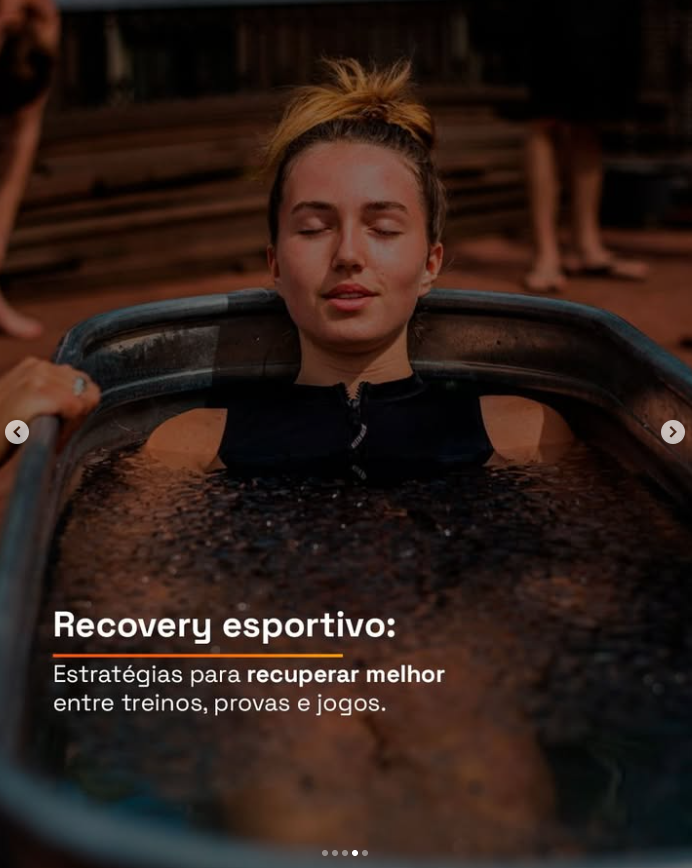 Recovery esportivo:
Estratégias para recuperar melhor
entre treinos, provas e jogos.